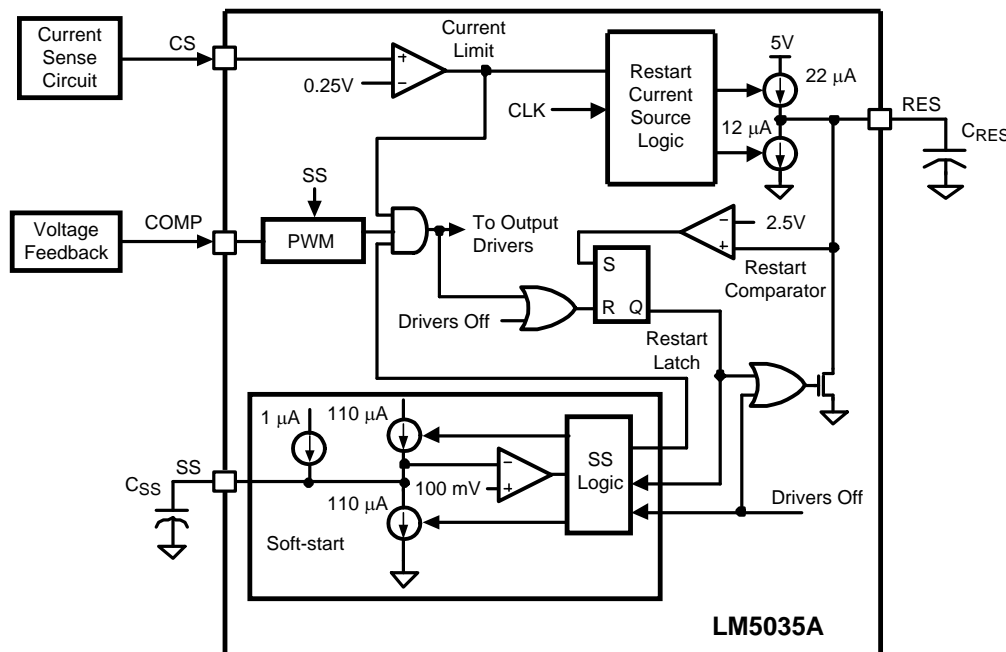 Current
Sense
Circuit
CS
Current
Limit
+
−
0.25V
CLK
Restart
Current
Source
Logic
5V
22 μA
12 μA
RES
CRES
SS
Voltage
Feedback
COMP
PWM
To Output
Drivers
−
+
2.5V
Restart
Comparator
S
R Q
Drivers Off
Restart
Latch
1 μA
110 μA
SS
CSS
−
+
100 mV
SS
Logic
110 μA
Drivers Off
Soft-start
LM5035A